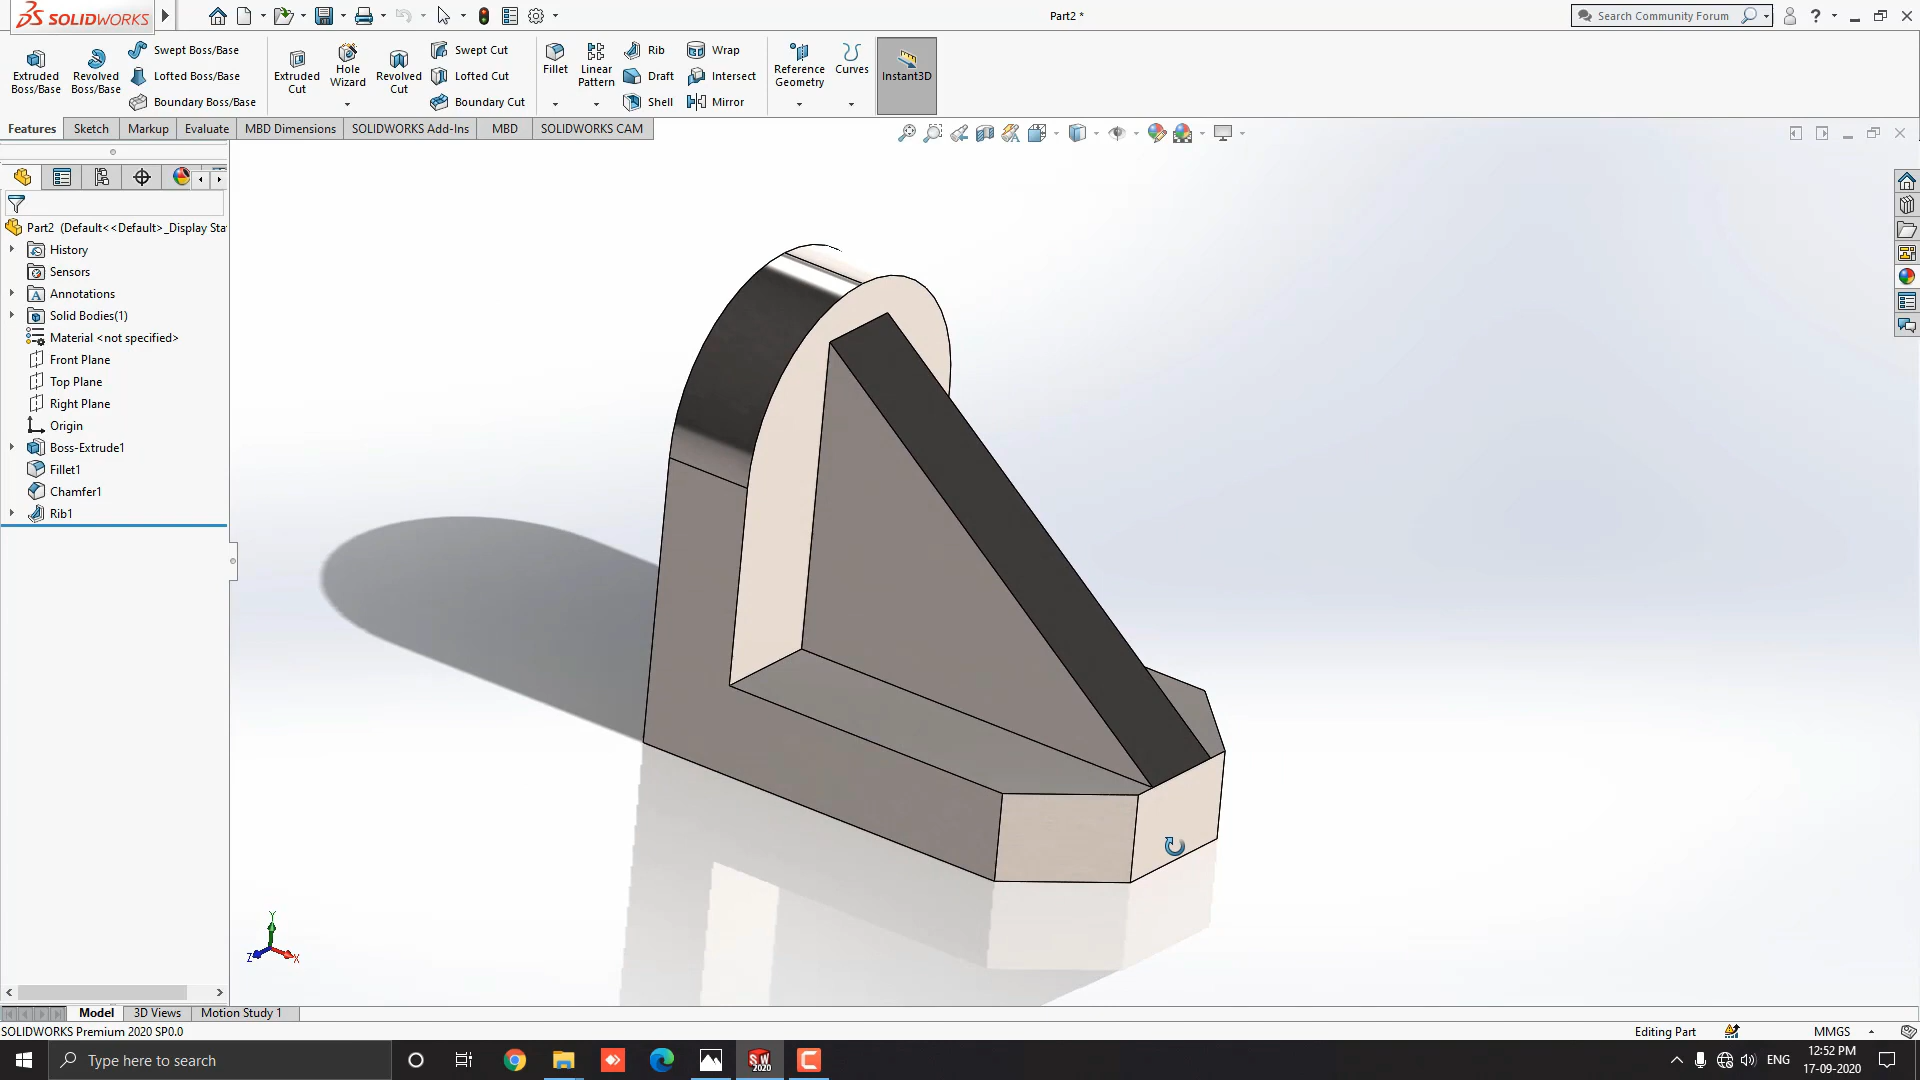 SOLIDWORKS
Part2 *
Search Community Forum
?
Extruded Boss/Base
Revolved Boss/Base
Swept Boss/Base
Lofted Boss/Base
Boundary Boss/Base
Extruded Cut
Hole Wizard
Revolved Cut
Swept Cut
Lofted Cut
Boundary Cut
Fillet
Linear Pattern
Rib
Draft
Shell
Wrap
Intersect
Mirror
Reference Geometry
Curves
Instant3D
Features
Sketch
Markup
Evaluate
MBD Dimensions
SOLIDWORKS Add-Ins
MBD
SOLIDWORKS CAM
Part2 (Default<<Default>_Display Sta
History
Sensors
Annotations
Solid Bodies(1)
Material <not specified>
Front Plane
Top Plane
Right Plane
Origin
Boss-Extrude1
Fillet1
Chamfer1
Rib1
Y
Z
X
Model
3D Views
Motion Study 1
SOLIDWORKS Premium 2020 SP0.0
Editing Part
MMGS
Type here to search
SW
2020
ENG
12:52 PM
17-09-2020